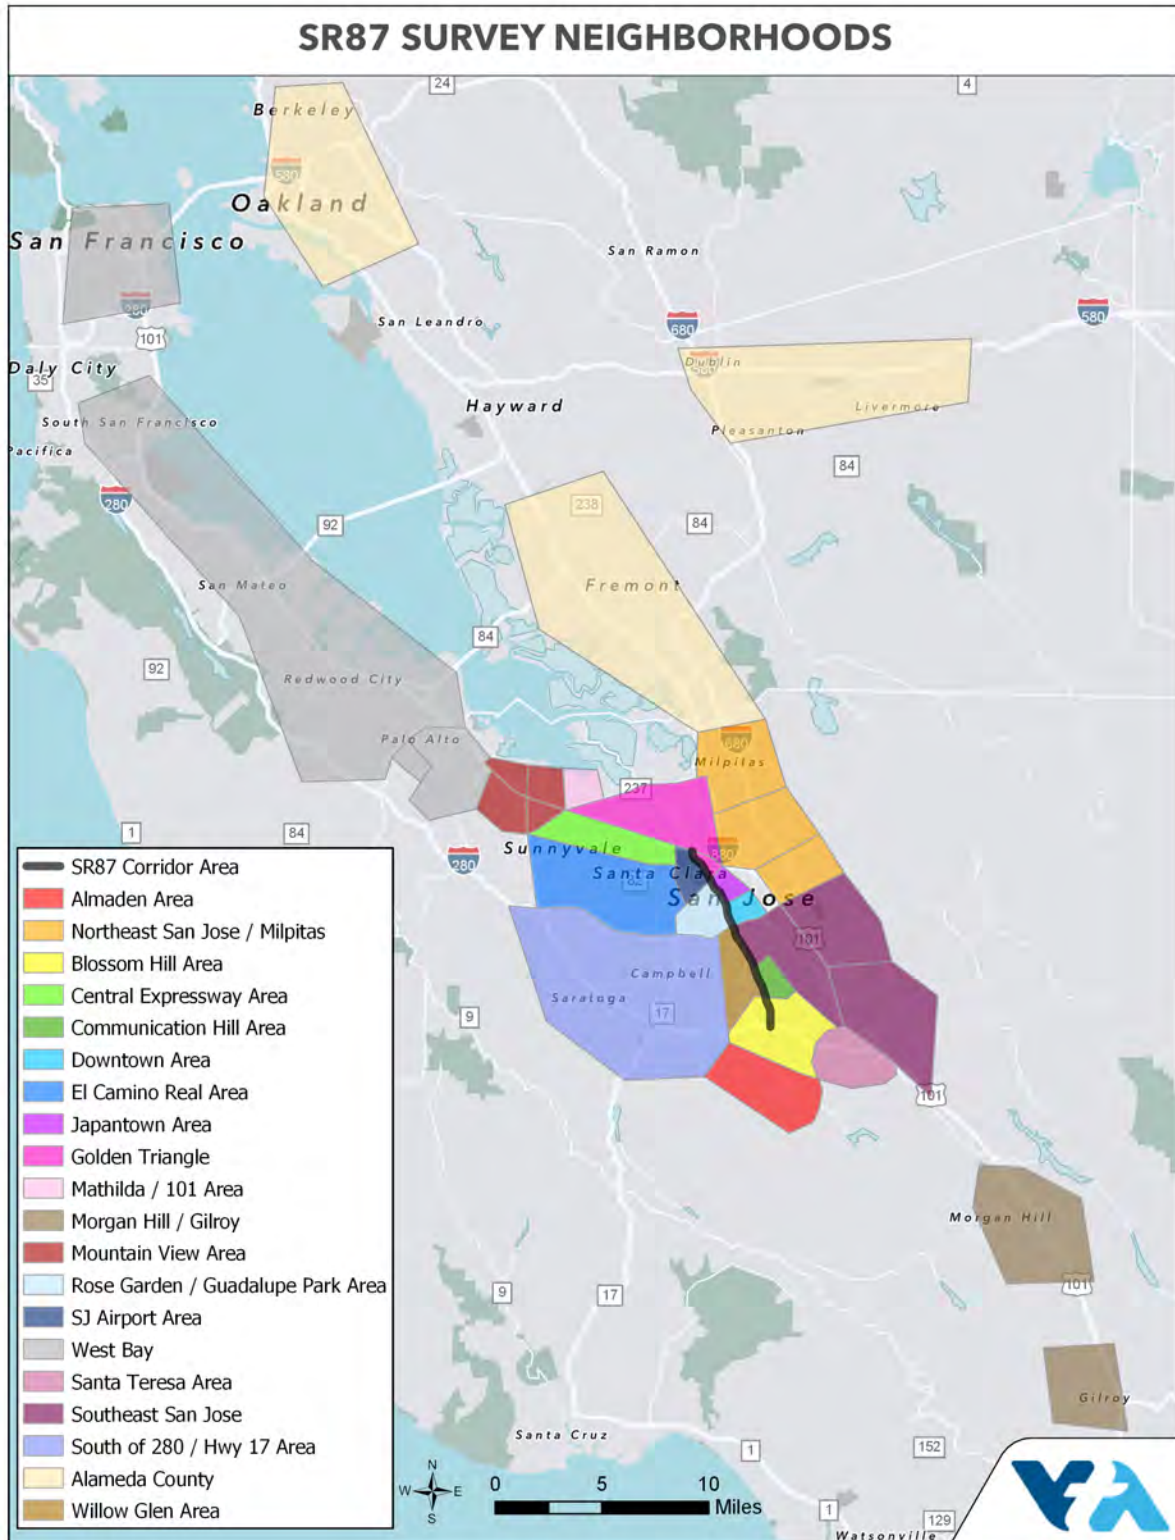 SR87 SURVEY NEIGHBORHOODS
24
4
Berkeley
580
Oakland
San Francisco
San Ramon
280
580
680
San Leandro
101
Dublin
580
Daly City
35
Hayward
Livermore
South San Francisco
Pleasanton
Pacifica
84
280
238
92
84
San Mateo
Fremont
84
92
Redwood City
Palo Alto
680
Milpitas
237
1
84
Sunnyvale
880
280
Santa Clara
82
San Jose
101
Campbell
Saratoga
9
17
101
Morgan Hill
101
9
17
Gilroy
Santa Cruz
1
152
1
129
Watsonville
SR87 Corridor Area
Almaden Area
Northeast San Jose / Milpitas
Blossom Hill Area
Central Expressway Area
Communication Hill Area
Downtown Area
El Camino Real Area
Japantown Area
Golden Triangle
Mathilda / 101 Area
Morgan Hill / Gilroy
Mountain View Area
Rose Garden / Guadalupe Park Area
SJ Airport Area
West Bay
Santa Teresa Area
Southeast San Jose
South of 280 / Hwy 17 Area
Alameda County
Willow Glen Area
N
W E
S
0 5 10
Miles
VTA